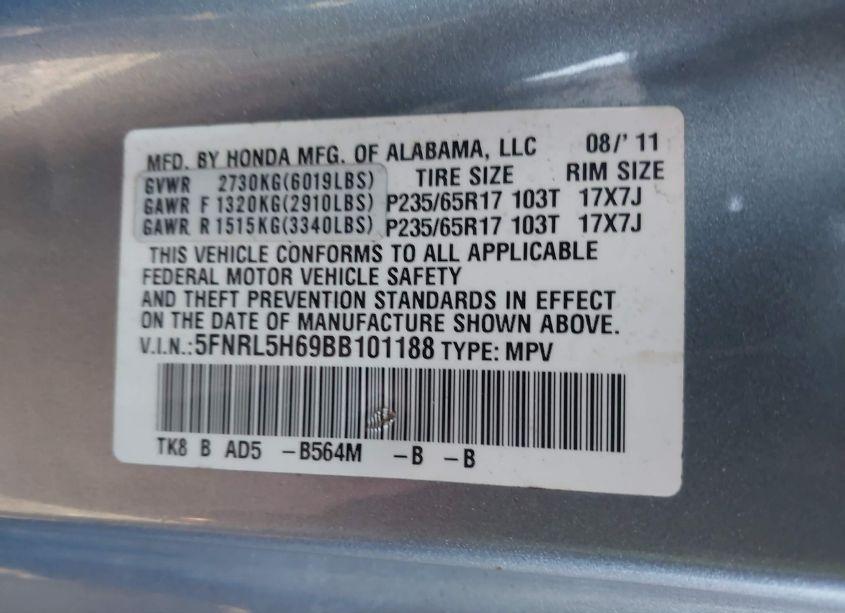 MFD. BY HONDA MFG. OF ALABAMA, LLC 08/' 11
GVWR 2730KG(6019LBS) TIRE SIZE RIM SIZE
GAWR F 1320KG(2910LBS) P235/65R17 103T 17X7J
GAWR R 1515KG(3340LBS) P235/65R17 103T 17X7J
THIS VEHICLE CONFORMS TO ALL APPLICABLE
FEDERAL MOTOR VEHICLE SAFETY
AND THEFT PREVENTION STANDARDS IN EFFECT
ON THE DATE OF MANUFACTURE SHOWN ABOVE.
V.I.N.:5FNRL5H69BB101188 TYPE: MPV
TK8 B AD5 -B564M -B -B